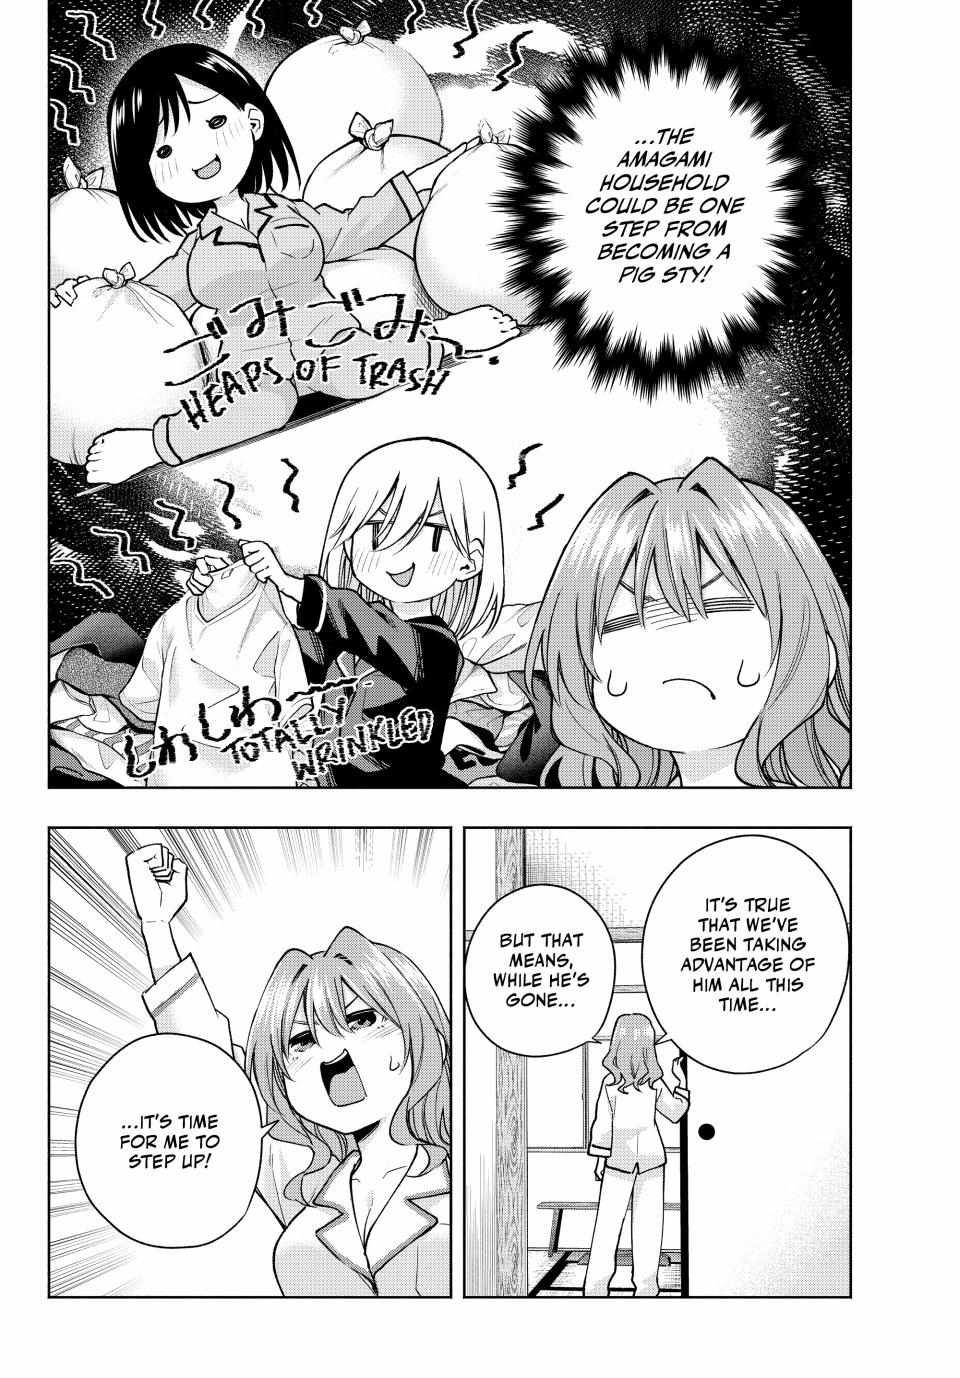 ...THE
AMAGAMI
HOUSEHOLD
COULD BE ONE
STEP FROM
BECOMING A
PIG STY!
ごみごみ〜
HEAPS OF TRASH
しわしわ〜
TOTALLY
WRINKLED
IT'S TRUE
THAT WE'VE
BEEN TAKING
ADVANTAGE OF
HIM ALL THIS
TIME...
BUT THAT
MEANS,
WHILE HE'S
GONE...
...IT'S TIME
FOR ME TO
STEP UP!